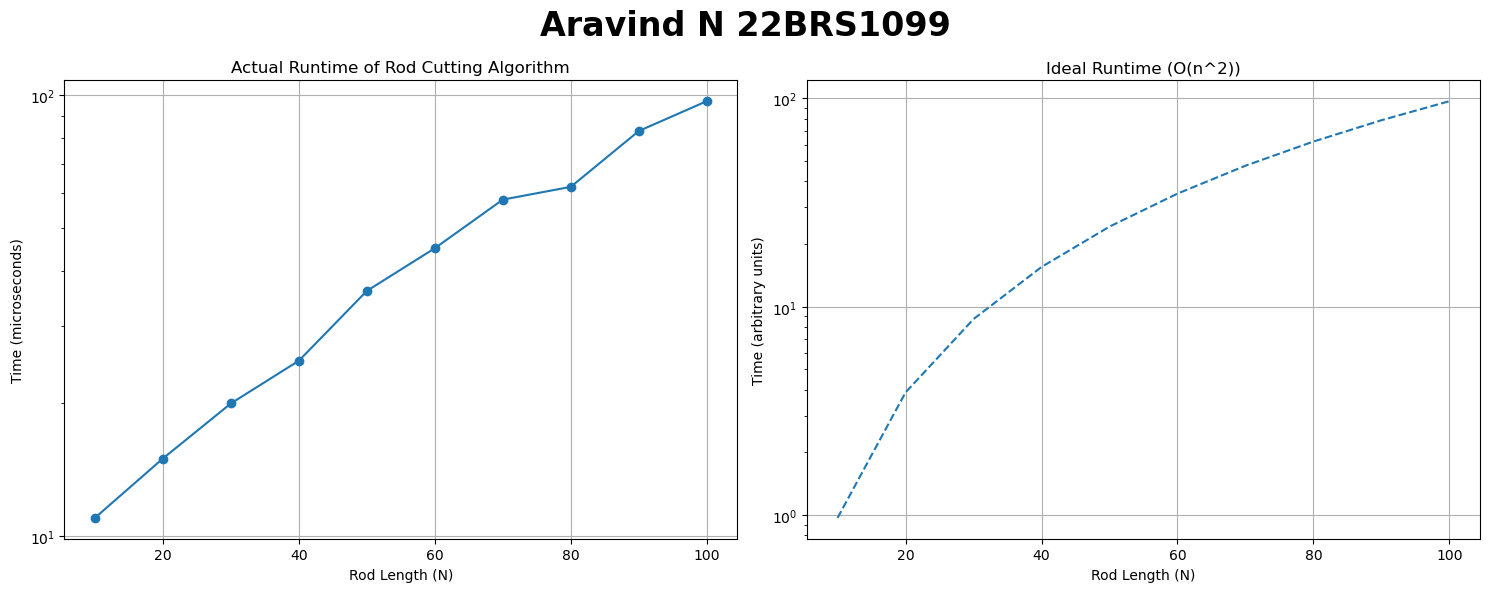 Aravind N 22BRS1099
Actual Runtime of Rod Cutting Algorithm
Time (microseconds)
10^2
10^1
20 40 60 80 100
Rod Length (N)
Ideal Runtime (O(n^2))
Time (arbitrary units)
10^2
10^1
10^0
20 40 60 80 100
Rod Length (N)